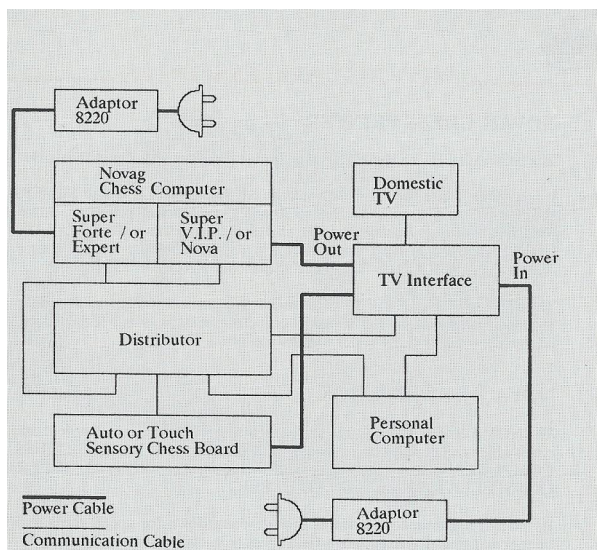 Adaptor
8220
Novag
Chess Computer
Super
Forte / or
Expert
Super
V.I.P. / or
Nova
Domestic
TV
Power
Out
TV Interface
Power
In
Distributor
Auto or Touch
Sensory Chess Board
Personal
Computer
Power Cable
Communication Cable
Adaptor
8220